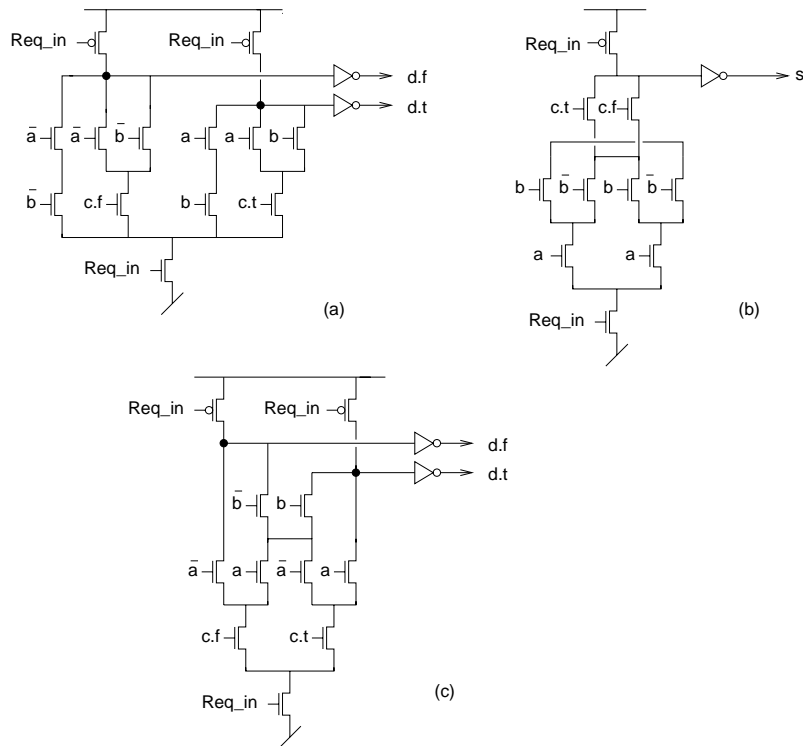 Req_in Req_in
d.f
d.t
ā ā b̄ a a b
b̄ c.f b c.t
Req_in
(a)
Req_in
s
c.t c.f
b b̄ b b̄
a a
Req_in
(b)
Req_in Req_in
d.f
d.t
b̄ b
ā a ā a
c.f c.t
Req_in
(c)